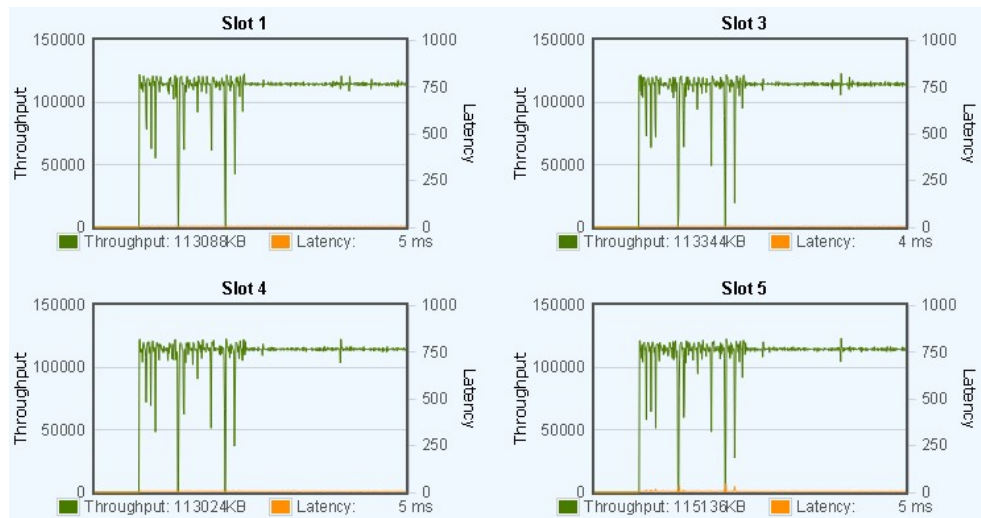 Slot 1
150000
100000
50000
0
Throughput
1000
750
500
250
0
Latency
Throughput: 113088KB Latency: 5 ms
Slot 3
150000
100000
50000
0
Throughput
1000
750
500
250
0
Latency
Throughput: 113344KB Latency: 4 ms
Slot 4
150000
100000
50000
0
Throughput
1000
750
500
250
0
Latency
Throughput: 113024KB Latency: 5 ms
Slot 5
150000
100000
50000
0
Throughput
1000
750
500
250
0
Latency
Throughput: 115136KB Latency: 5 ms